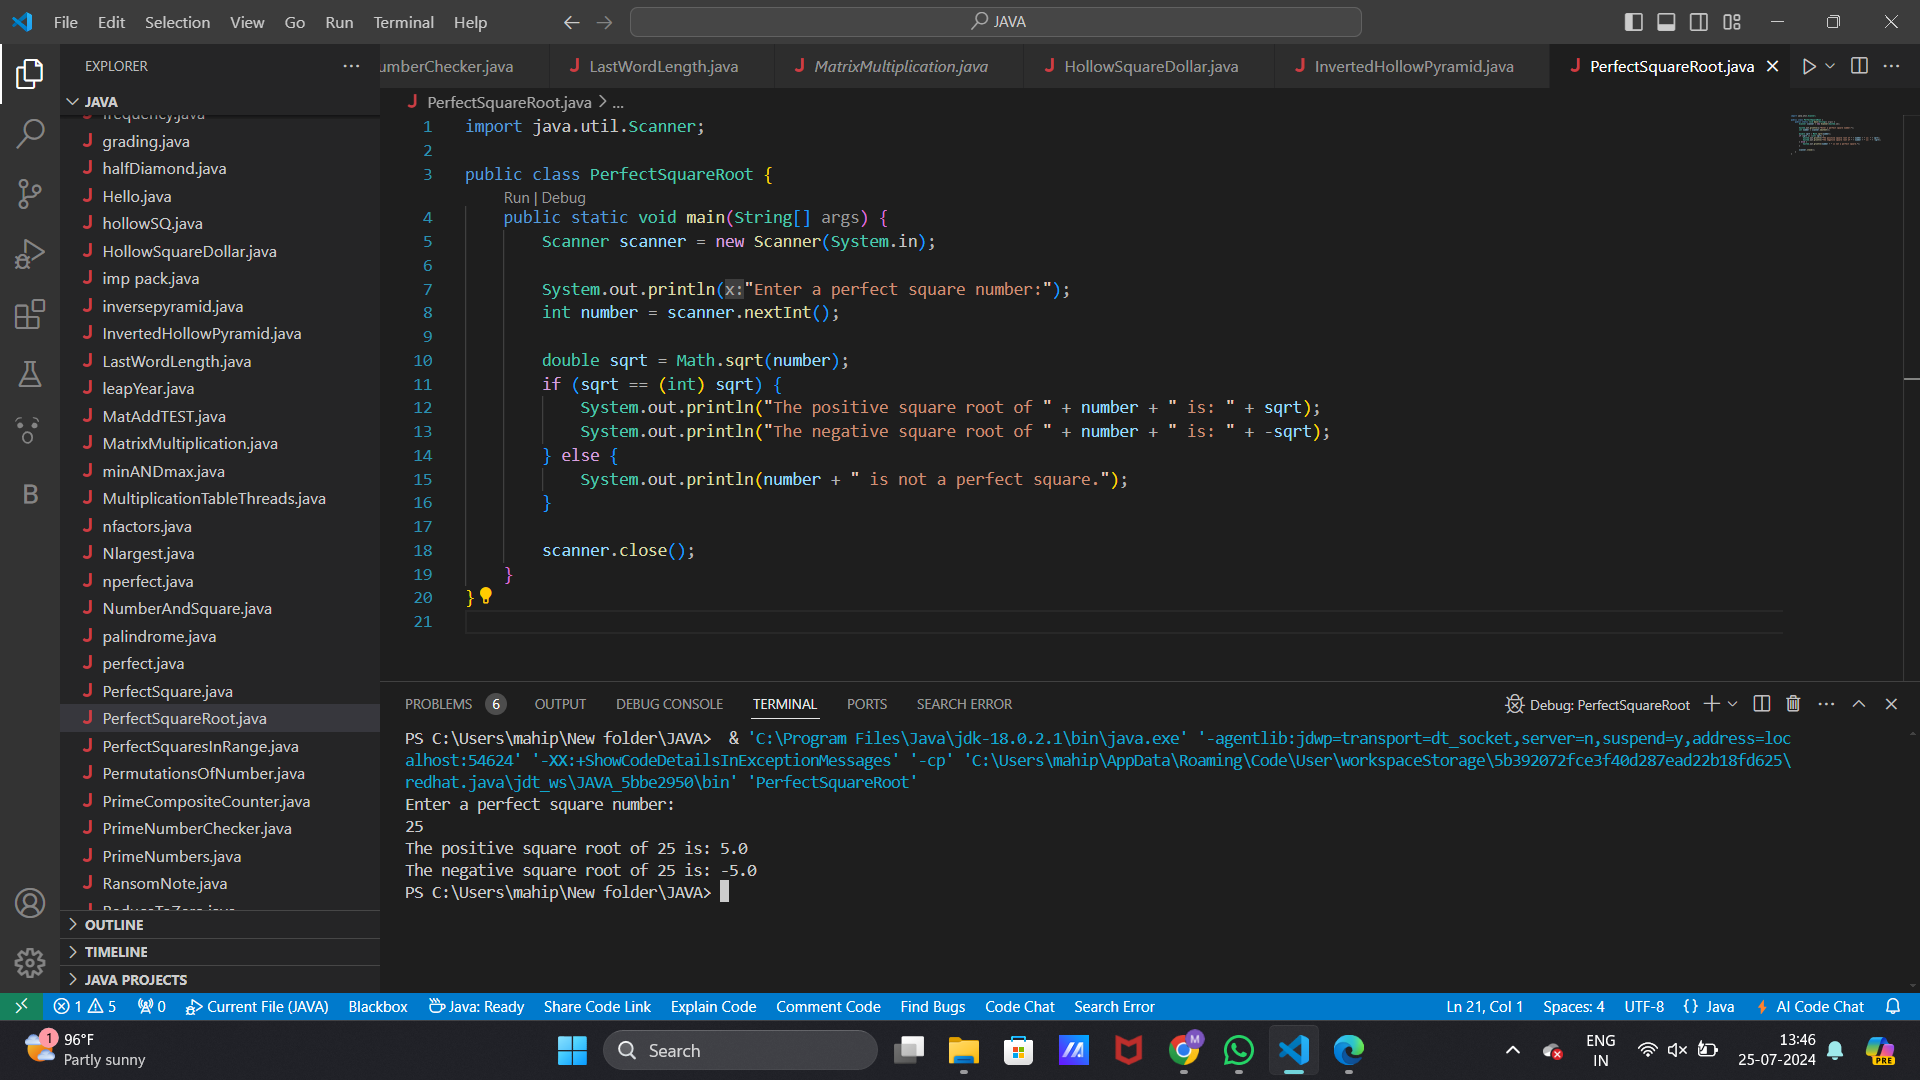 File Edit Selection View Go Run Terminal Help
JAVA
EXPLORER
JAVA
frequency.java
grading.java
halfDiamond.java
Hello.java
hollowSQ.java
HollowSquareDollar.java
imp pack.java
inversepyramid.java
InvertedHollowPyramid.java
LastWordLength.java
leapYear.java
MatAddTEST.java
MatrixMultiplication.java
minANDmax.java
MultiplicationTableThreads.java
nfactors.java
Nlargest.java
nperfect.java
NumberAndSquare.java
palindrome.java
perfect.java
PerfectSquare.java
PerfectSquareRoot.java
PerfectSquaresInRange.java
PermutationsOfNumber.java
PrimeCompositeCounter.java
PrimeNumberChecker.java
PrimeNumbers.java
RansomNote.java
OUTLINE
TIMELINE
JAVA PROJECTS
umberChecker.java LastWordLength.java MatrixMultiplication.java HollowSquareDollar.java InvertedHollowPyramid.java PerfectSquareRoot.java
PerfectSquareRoot.java > ...
1 import java.util.Scanner;
2
3 public class PerfectSquareRoot {
Run | Debug
4 public static void main(String[] args) {
5 Scanner scanner = new Scanner(System.in);
6
7 System.out.println(x:"Enter a perfect square number:");
8 int number = scanner.nextInt();
9
10 double sqrt = Math.sqrt(number);
11 if (sqrt == (int) sqrt) {
12 System.out.println("The positive square root of " + number + " is: " + sqrt);
13 System.out.println("The negative square root of " + number + " is: " + -sqrt);
14 } else {
15 System.out.println(number + " is not a perfect square.");
16 }
17
18 scanner.close();
19 }
20 }
21
PROBLEMS 6 OUTPUT DEBUG CONSOLE TERMINAL PORTS SEARCH ERROR Debug: PerfectSquareRoot
PS C:\Users\mahip\New folder\JAVA> & 'C:\Program Files\Java\jdk-18.0.2.1\bin\java.exe' '-agentlib:jdwp=transport=dt_socket,server=n,suspend=y,address=loc
alhost:54624' '-XX:+ShowCodeDetailsInExceptionMessages' '-cp' 'C:\Users\mahip\AppData\Roaming\Code\User\workspaceStorage\5b392072fce3f40d287ead22b18fd625\
redhat.java\jdt_ws\JAVA_5bbe2950\bin' 'PerfectSquareRoot'
Enter a perfect square number:
25
The positive square root of 25 is: 5.0
The negative square root of 25 is: -5.0
PS C:\Users\mahip\New folder\JAVA>
1 5 0 Current File (JAVA) Blackbox Java: Ready Share Code Link Explain Code Comment Code Find Bugs Code Chat Search Error Ln 21, Col 1 Spaces: 4 UTF-8 {} Java AI Code Chat
1 96°F
Partly sunny
Search
M
ENG
IN
13:46
25-07-2024
PRE